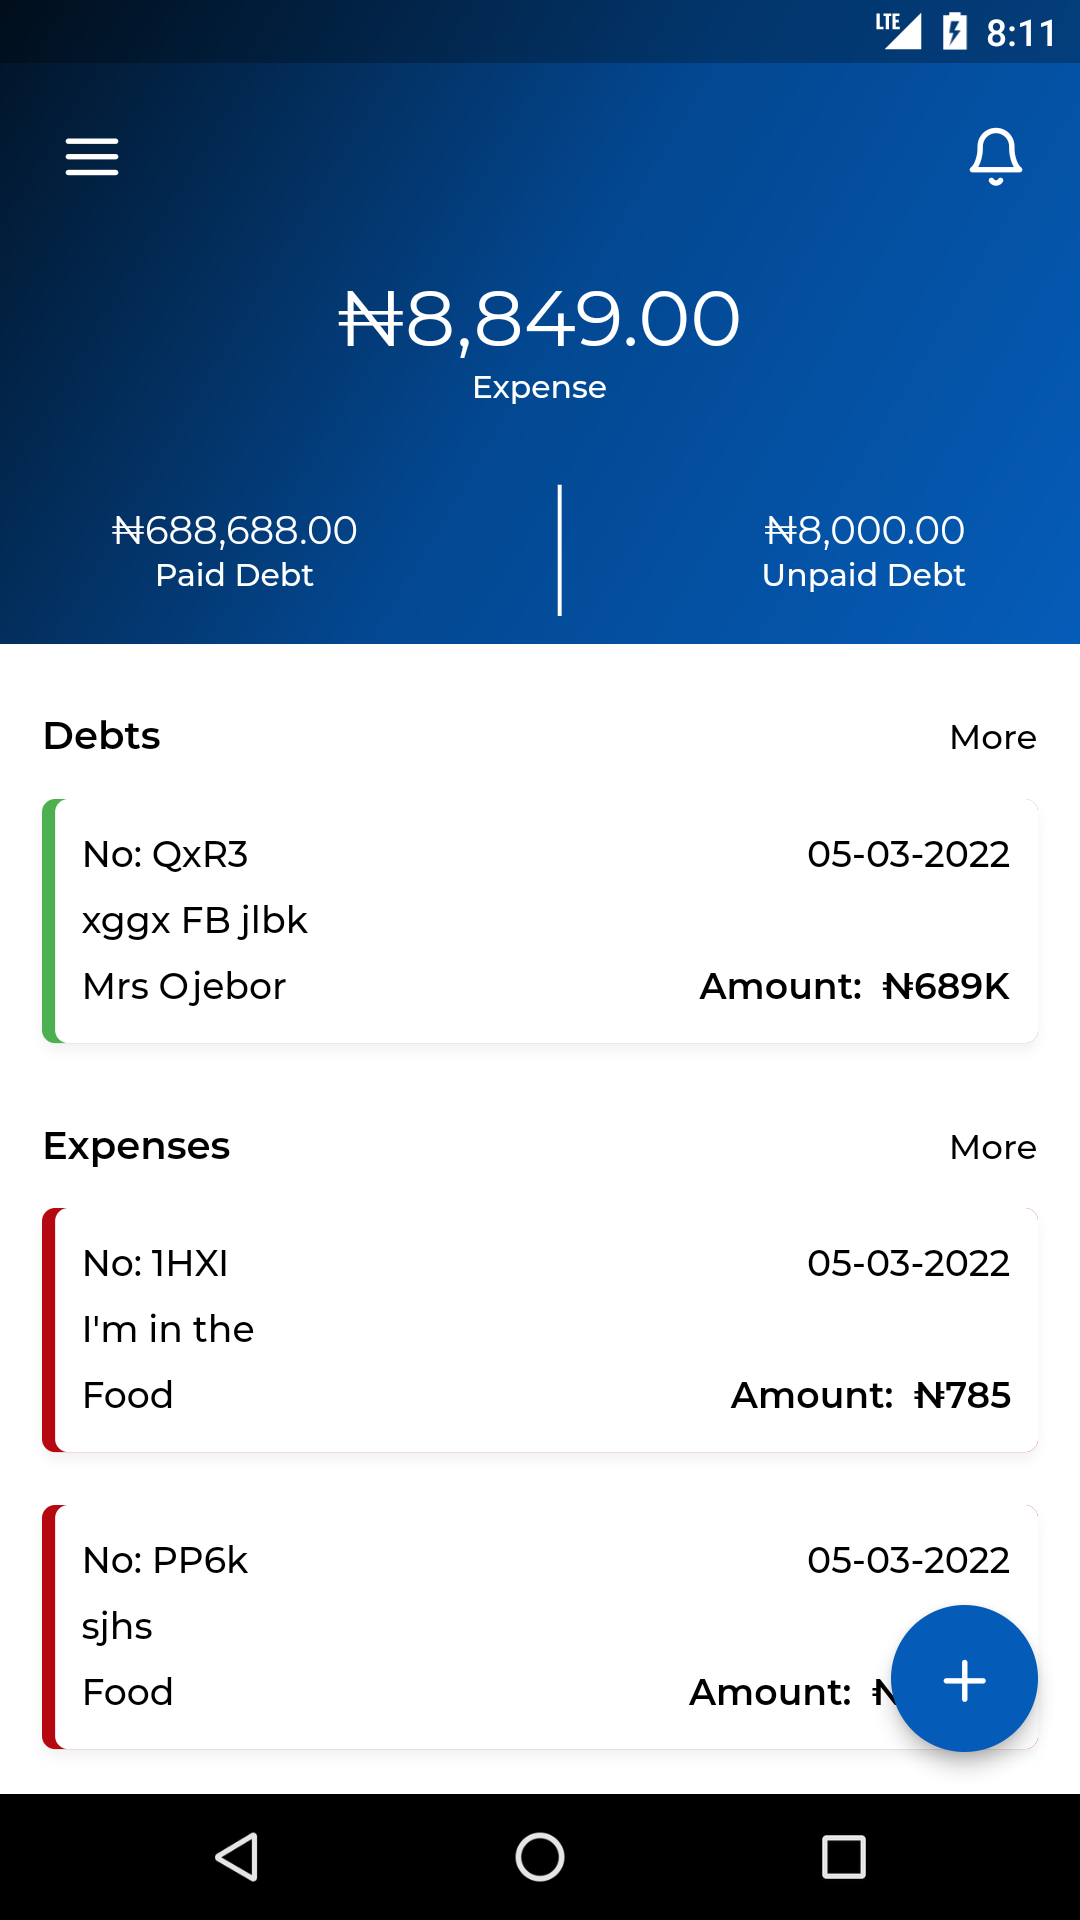 LTE 8:11
₦8,849.00
Expense
₦688,688.00
Paid Debt
₦8,000.00
Unpaid Debt
Debts More
No: QxR3 05-03-2022
xggx FB jlbk
Mrs Ojebor Amount: ₦689K
Expenses More
No: 1HXI 05-03-2022
I'm in the
Food Amount: ₦785
No: PP6k 05-03-2022
sjhs
Food Amount: